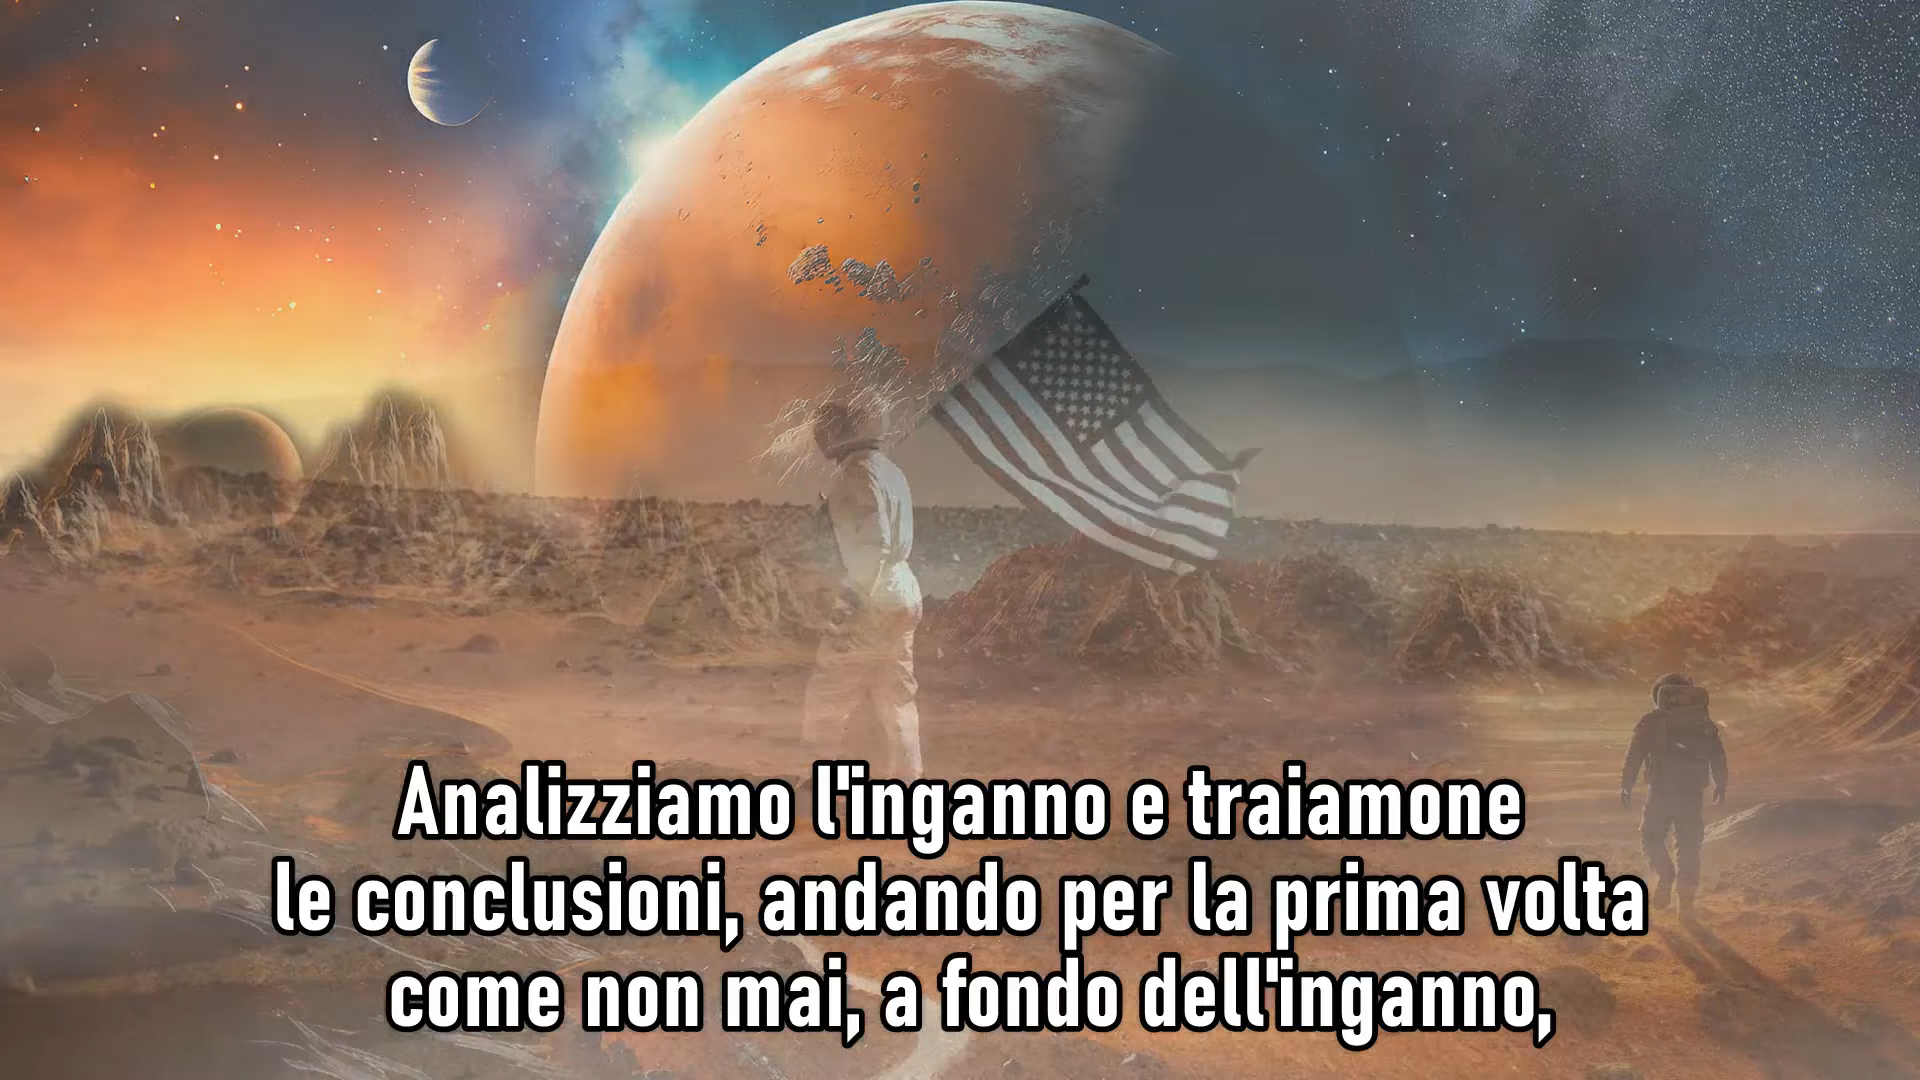 Analizziamo l'inganno e traiamone
le conclusioni, andando per la prima volta
come non mai, a fondo dell'inganno,